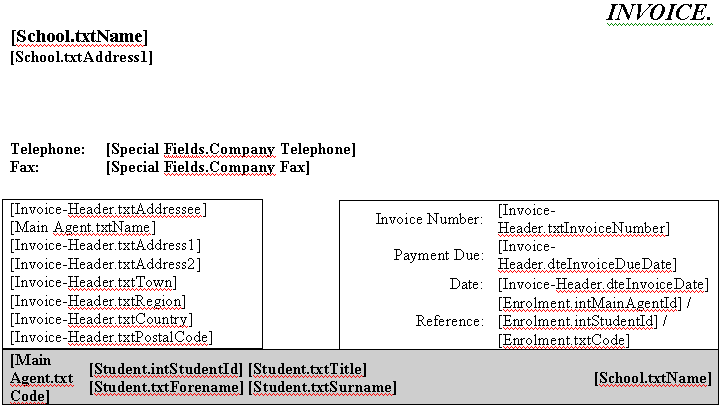 INVOICE.
[School.txtName]
[School.txtAddress1]
Telephone: [Special Fields.Company Telephone]
Fax: [Special Fields.Company Fax]
[Invoice-Header.txtAddressee]
[Main Agent.txtName]
[Invoice-Header.txtAddress1]
[Invoice-Header.txtAddress2]
[Invoice-Header.txtTown]
[Invoice-Header.txtRegion]
[Invoice-Header.txtCountry]
[Invoice-Header.txtPostalCode]
Invoice Number: [Invoice-
Header.txtInvoiceNumber]
Payment Due: [Invoice-
Header.dteInvoiceDueDate]
Date: [Invoice-Header.dteInvoiceDate]
[Enrolment.intMainAgentId] /
Reference: [Enrolment.intStudentId] /
[Enrolment.txtCode]
[Main
Agent.txt
Code]
[Student.intStudentId] [Student.txtTitle]
[Student.txtForename] [Student.txtSurname]
[School.txtName]